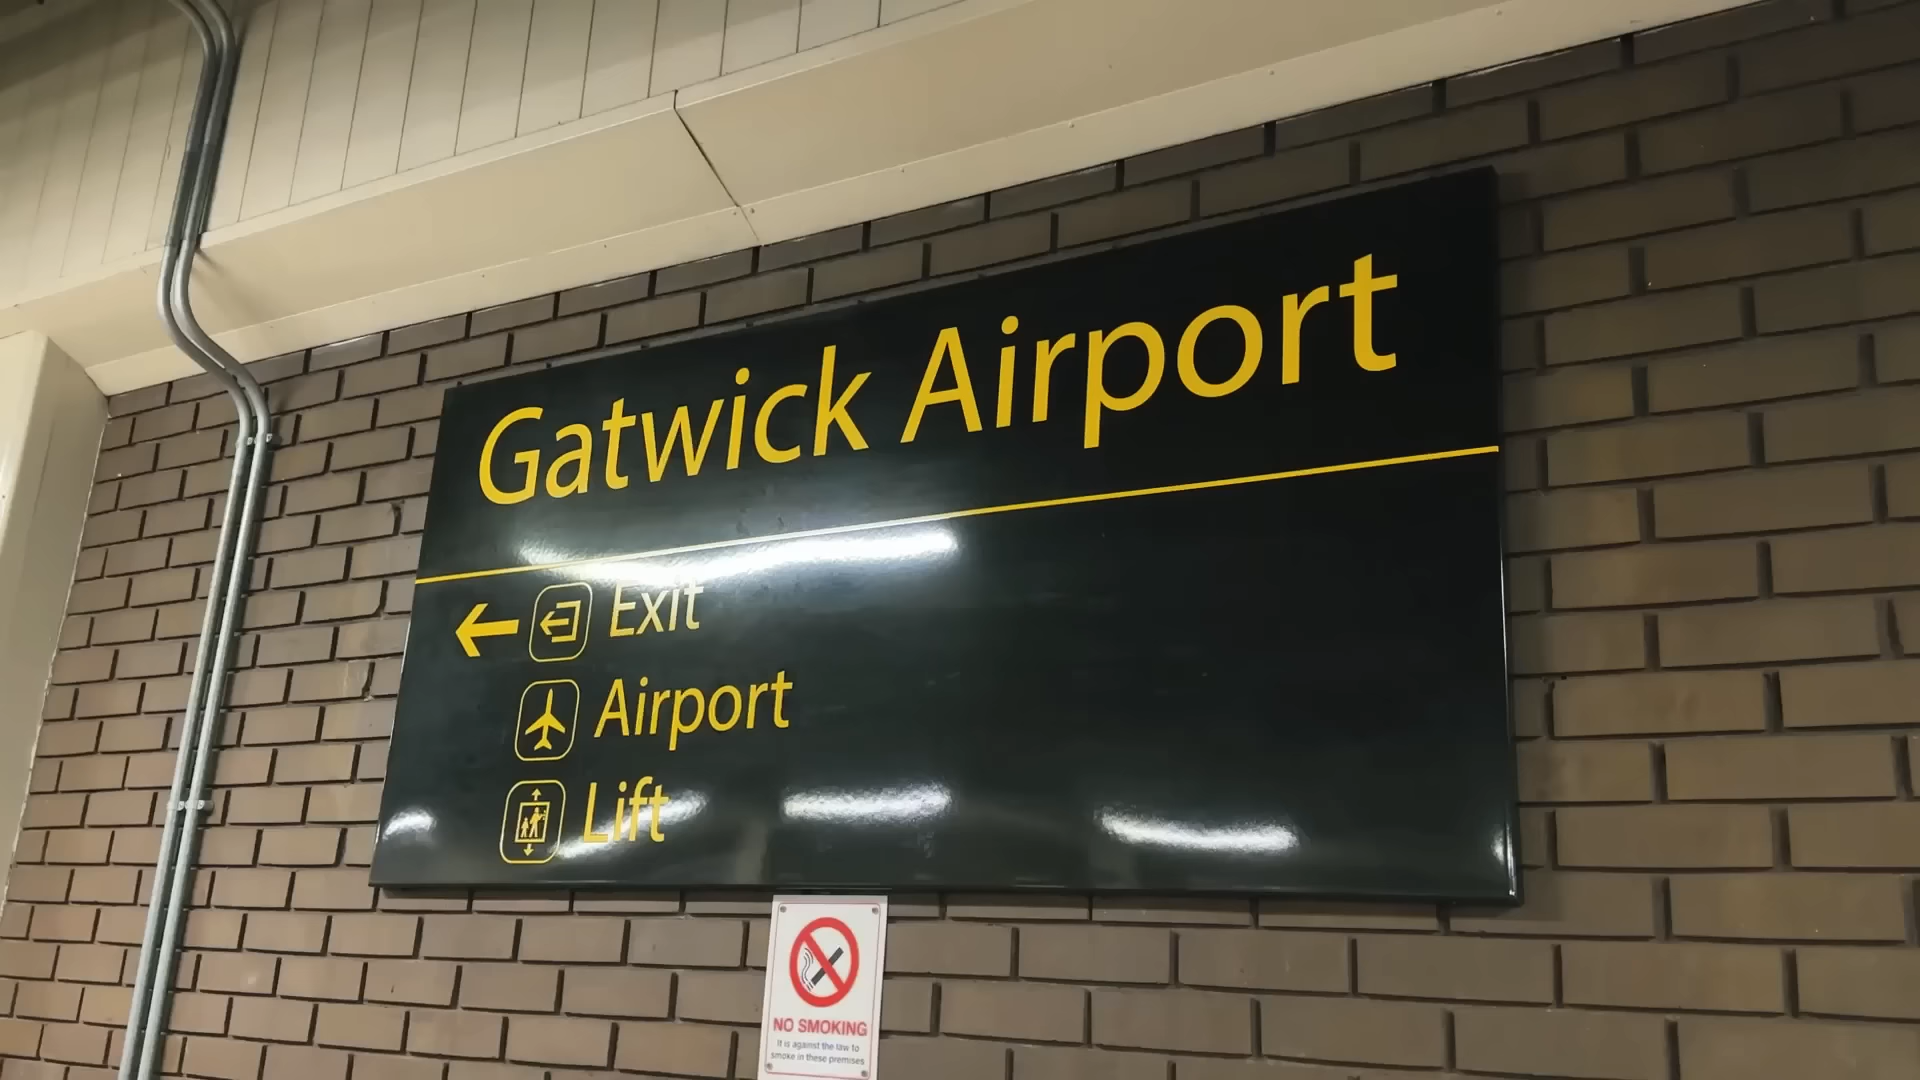 Gatwick Airport
Exit
Airport
Lift
NO SMOKING
It is against the law to
smoke in these premises